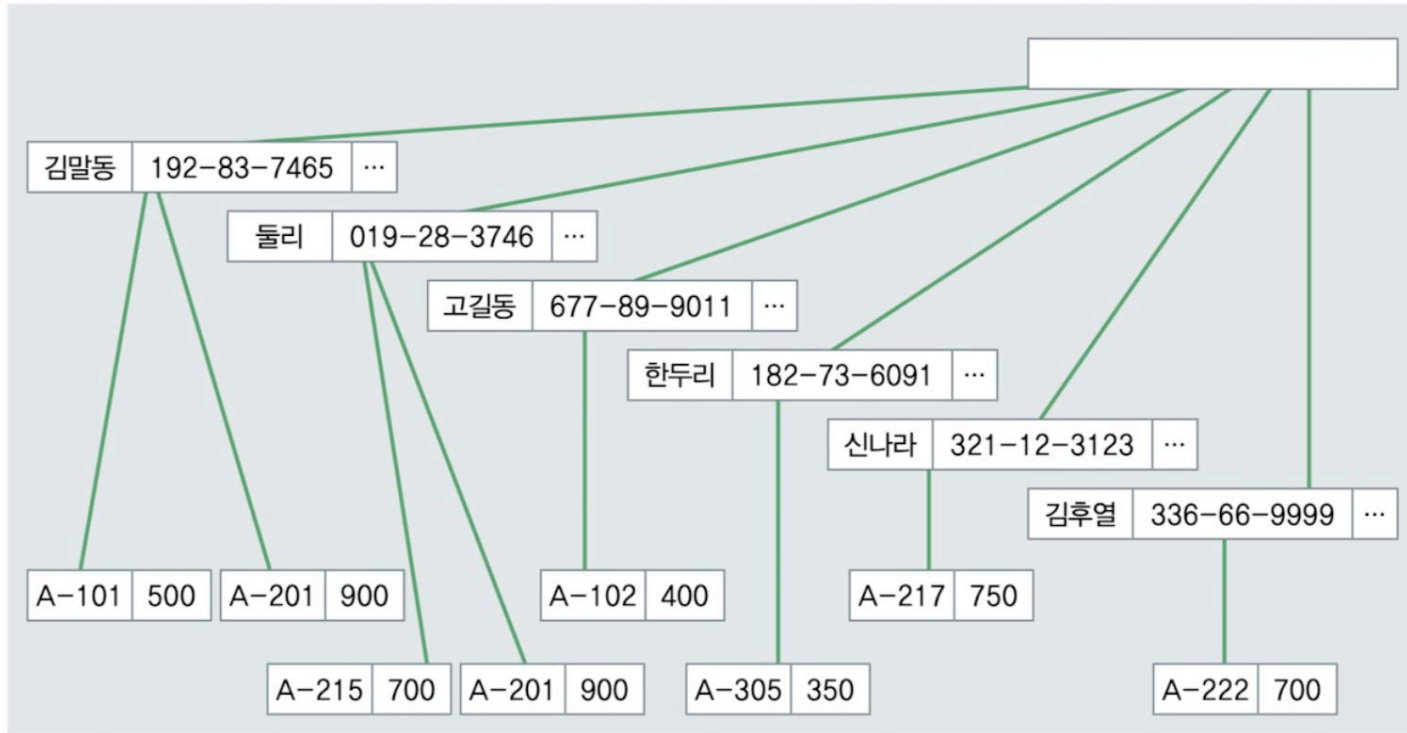 김말동 192-83-7465 ...
둘리 019-28-3746 ...
고길동 677-89-9011 ...
한두리 182-73-6091 ...
신나라 321-12-3123 ...
김후열 336-66-9999 ...
A-101 500 A-201 900 A-102 400 A-217 750
A-215 700 A-201 900 A-305 350 A-222 700